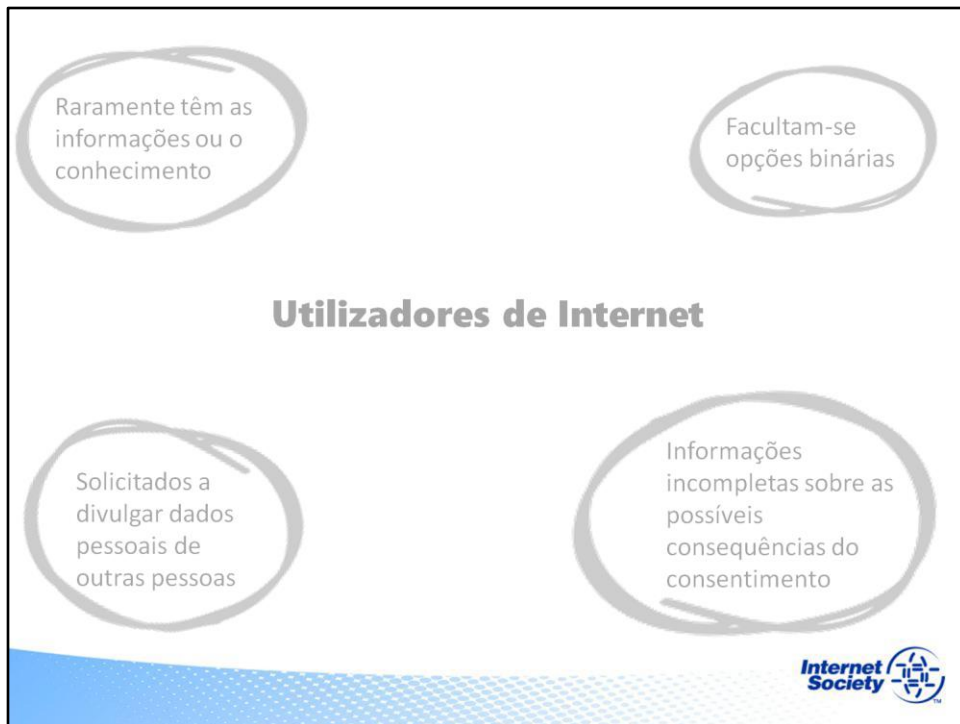 Raramente têm as
informações ou o
conhecimento
Facultam-se
opções binárias
Utilizadores de Internet
Solicitados a
divulgar dados
pessoais de
outras pessoas
Informações
incompletas sobre as
possíveis
consequências do
consentimento
Internet
Society
TM